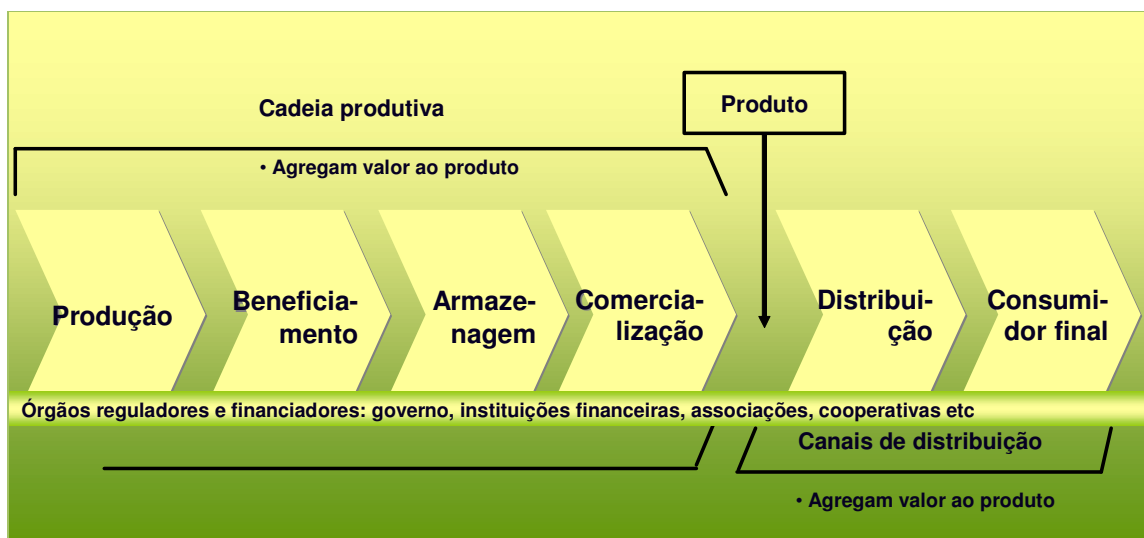 Cadeia produtiva
Produto
• Agregam valor ao produto
Produção
Beneficia-
mento
Armaze-
nagem
Comercia-
lização
Distribui-
ção
Consumi-
dor final
Órgãos reguladores e financiadores: governo, instituições financeiras, associações, cooperativas etc
Canais de distribuição
• Agregam valor ao produto